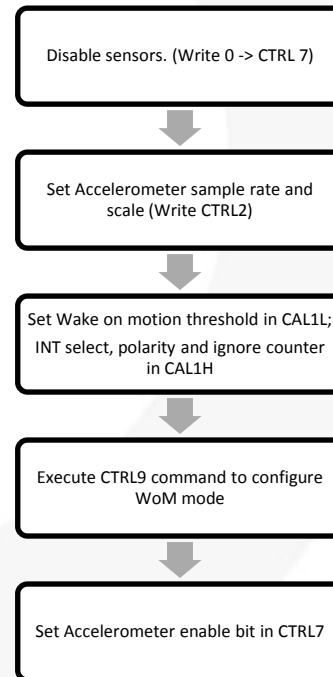 Disable sensors. (Write 0 -> CTRL 7)
Set Accelerometer sample rate and
scale (Write CTRL2)
Set Wake on motion threshold in CAL1L;
INT select, polarity and ignore counter
in CAL1H
Execute CTRL9 command to configure
WoM mode
Set Accelerometer enable bit in CTRL7